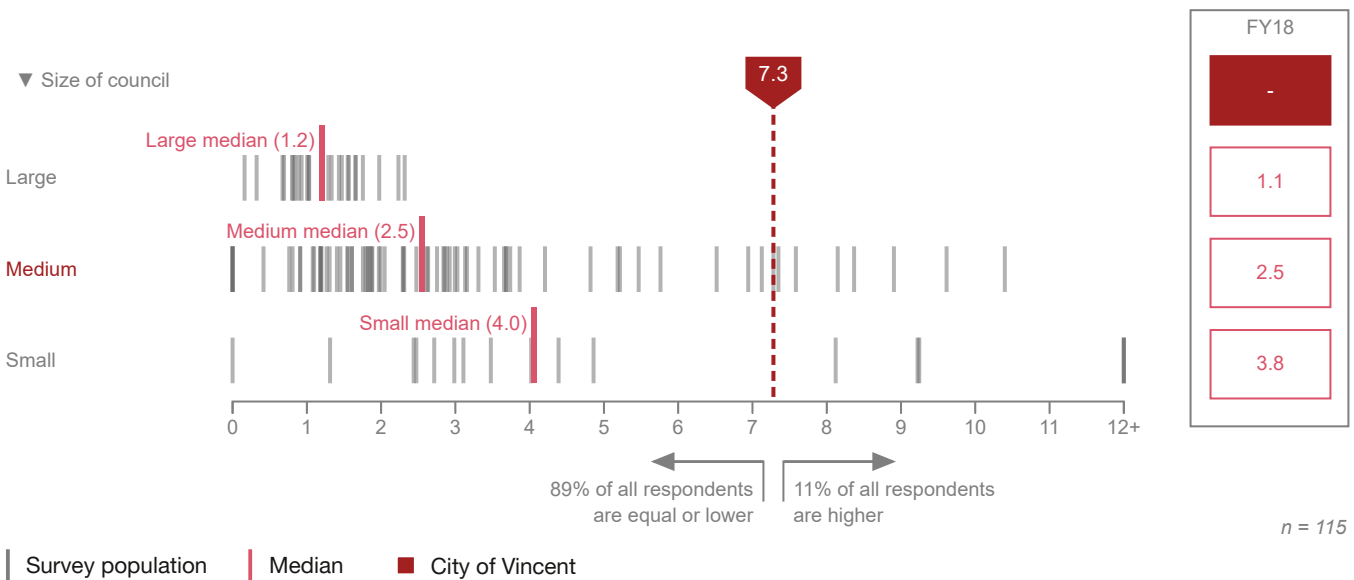 FY18
▼ Size of council
7.3
-
Large median (1.2)
Large
1.1
Medium median (2.5)
Medium
2.5
Small median (4.0)
Small
3.8
0 1 2 3 4 5 6 7 8 9 10 11 12+
89% of all respondents
are equal or lower
11% of all respondents
are higher
n = 115
Survey population
Median
City of Vincent